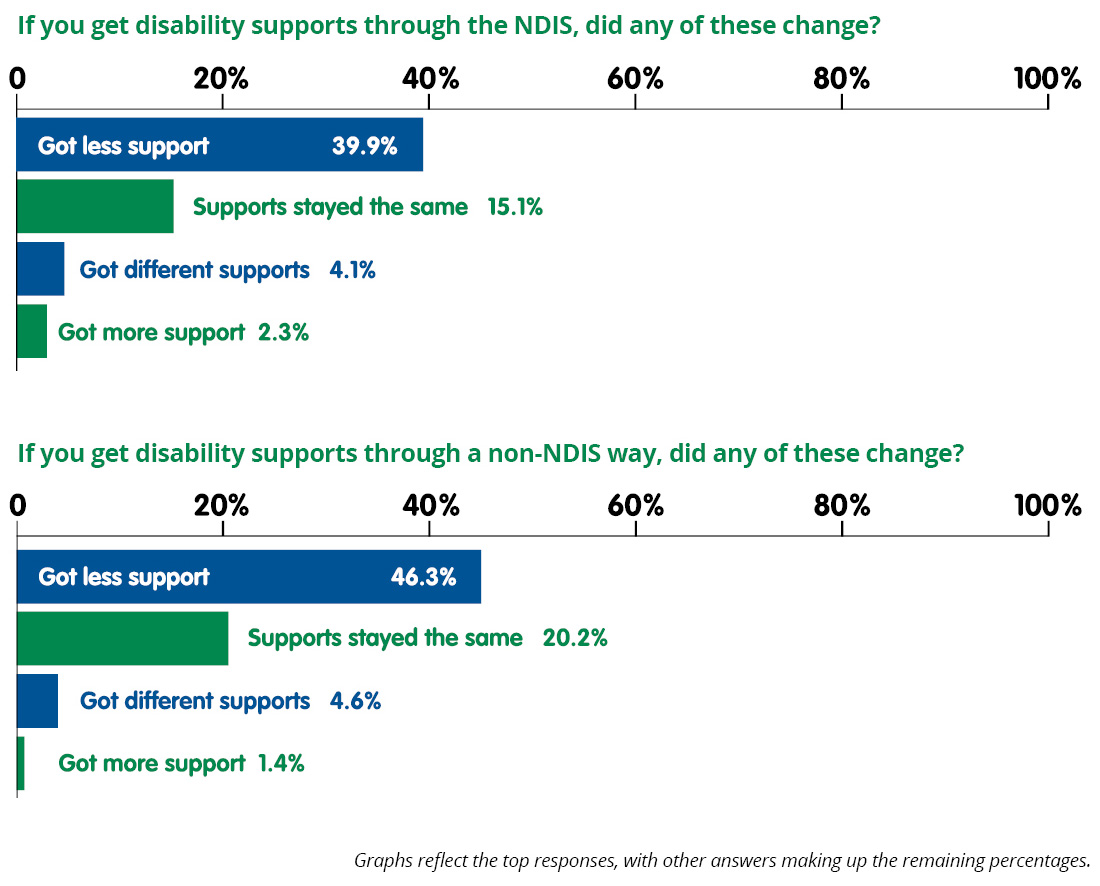 If you get disability supports through the NDIS, did any of these change?
0 20% 40% 60% 80% 100%
Got less support 39.9%
Supports stayed the same 15.1%
Got different supports 4.1%
Got more support 2.3%
If you get disability supports through a non-NDIS way, did any of these change?
0 20% 40% 60% 80% 100%
Got less support 46.3%
Supports stayed the same 20.2%
Got different supports 4.6%
Got more support 1.4%
Graphs reflect the top responses, with other answers making up the remaining percentages.